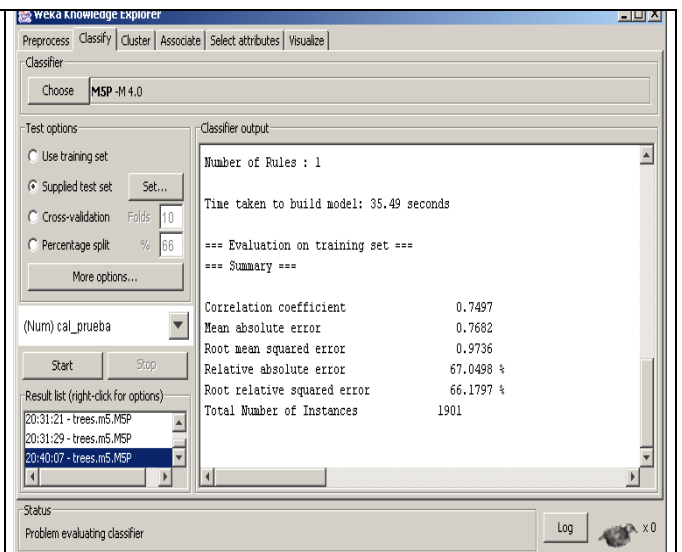 Weka Knowledge Explorer
Preprocess Classify Cluster Associate Select attributes Visualize
Classifier
Choose M5P -M 4.0
Test options
Use training set
Supplied test set Set...
Cross-validation Folds 10
Percentage split % 66
More options...
(Num) cal_prueba
Start Stop
Result list (right-click for options)
20:31:21 - trees.m5.M5P
20:31:29 - trees.m5.M5P
20:40:07 - trees.m5.M5P
Classifier output
Number of Rules : 1
Time taken to build model: 35.49 seconds
=== Evaluation on training set ===
=== Summary ===
Correlation coefficient 0.7497
Mean absolute error 0.7682
Root mean squared error 0.9736
Relative absolute error 67.0498 %
Root relative squared error 66.1797 %
Total Number of Instances 1901
Status
Problem evaluating classifier
Log x 0